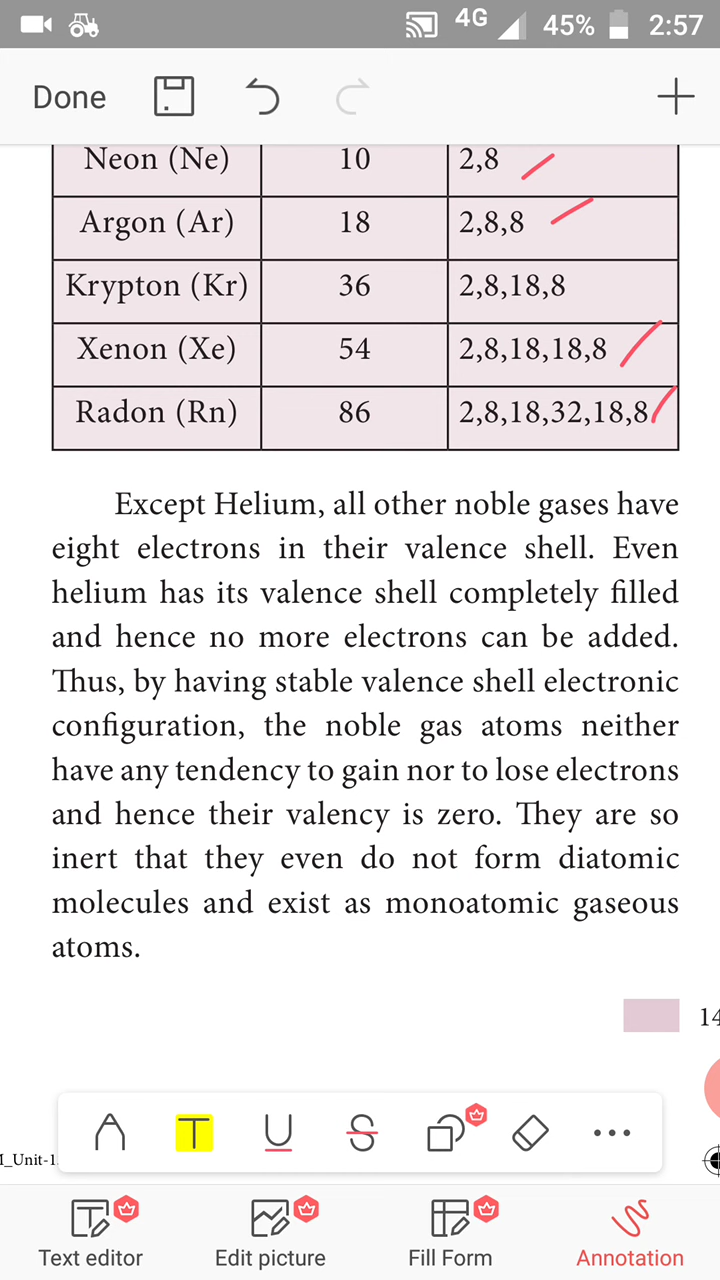 4G 45% 2:57
Done
Neon (Ne) 10 2,8
Argon (Ar) 18 2,8,8
Krypton (Kr) 36 2,8,18,8
Xenon (Xe) 54 2,8,18,18,8
Radon (Rn) 86 2,8,18,32,18,8
Except Helium, all other noble gases have
eight electrons in their valence shell. Even
helium has its valence shell completely filled
and hence no more electrons can be added.
Thus, by having stable valence shell electronic
configuration, the noble gas atoms neither
have any tendency to gain nor to lose electrons
and hence their valency is zero. They are so
inert that they even do not form diatomic
molecules and exist as monoatomic gaseous
atoms.
14
T U S
_Unit-1
Text editor Edit picture Fill Form Annotation